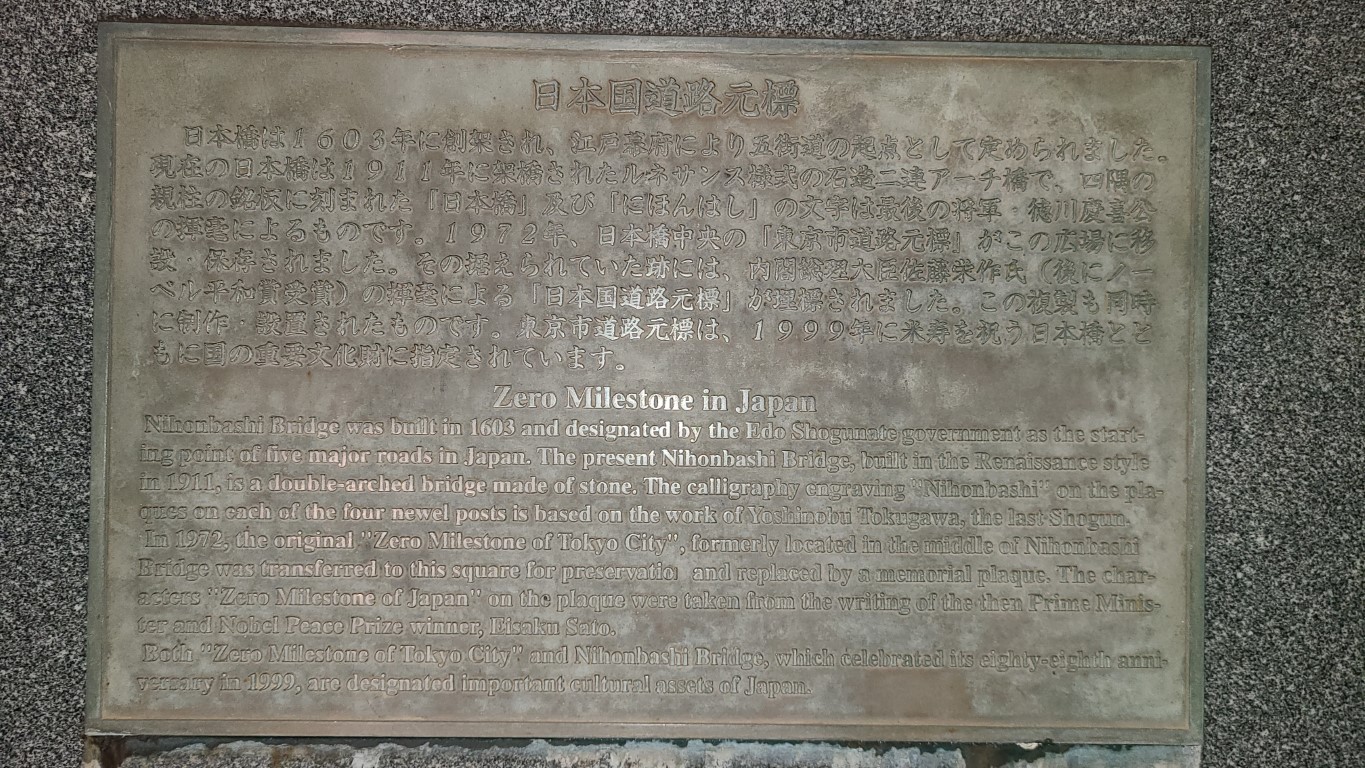 日本国道路元標
日本橋は1603年に創架され、江戸幕府により五街道の起点として定められました。
現在の日本橋は1911年に架橋されたルネサンス様式の石造二連アーチ橋で、四隅の
親柱の銘板に刻まれた「日本橋」及び「にほんはし」の文字は最後の将軍・徳川慶喜公
の揮毫によるものです。1972年、日本橋中央の「東京市道路元標」がこの広場に移
設・保存されました。その据えられていた跡には、内閣総理大臣佐藤栄作氏（後にノー
ベル平和賞受賞）の揮毫による「日本国道路元標」が埋標されました。この複製も同時
に制作・設置されたものです。東京市道路元標は、1999年に米寿を祝う日本橋とと
もに国の重要文化財に指定されています。
Zero Milestone in Japan
Nihonbashi Bridge was built in 1603 and designated by the Edo Shogunate government as the start-
ing point of five major roads in Japan. The present Nihonbashi Bridge, built in the Renaissance style
in 1911, is a double-arched bridge made of stone. The calligraphy engraving "Nihonbashi" on the pla-
ques on each of the four newel posts is based on the work of Yoshinobu Tokugawa, the last Shogun.
In 1972, the original "Zero Milestone of Tokyo City", formerly located in the middle of Nihonbashi
Bridge was transferred to this square for preservatio and replaced by a memorial plaque. The char-
acters "Zero Milestone of Japan" on the plaque were taken from the writing of the then Prime Minis-
ter and Nobel Peace Prize winner, Eisaku Sato.
Both "Zero Milestone of Tokyo City" and Nihonbashi Bridge, which celebrated its eighty-eighth anni-
versary in 1999, are designated important cultural assets of Japan.